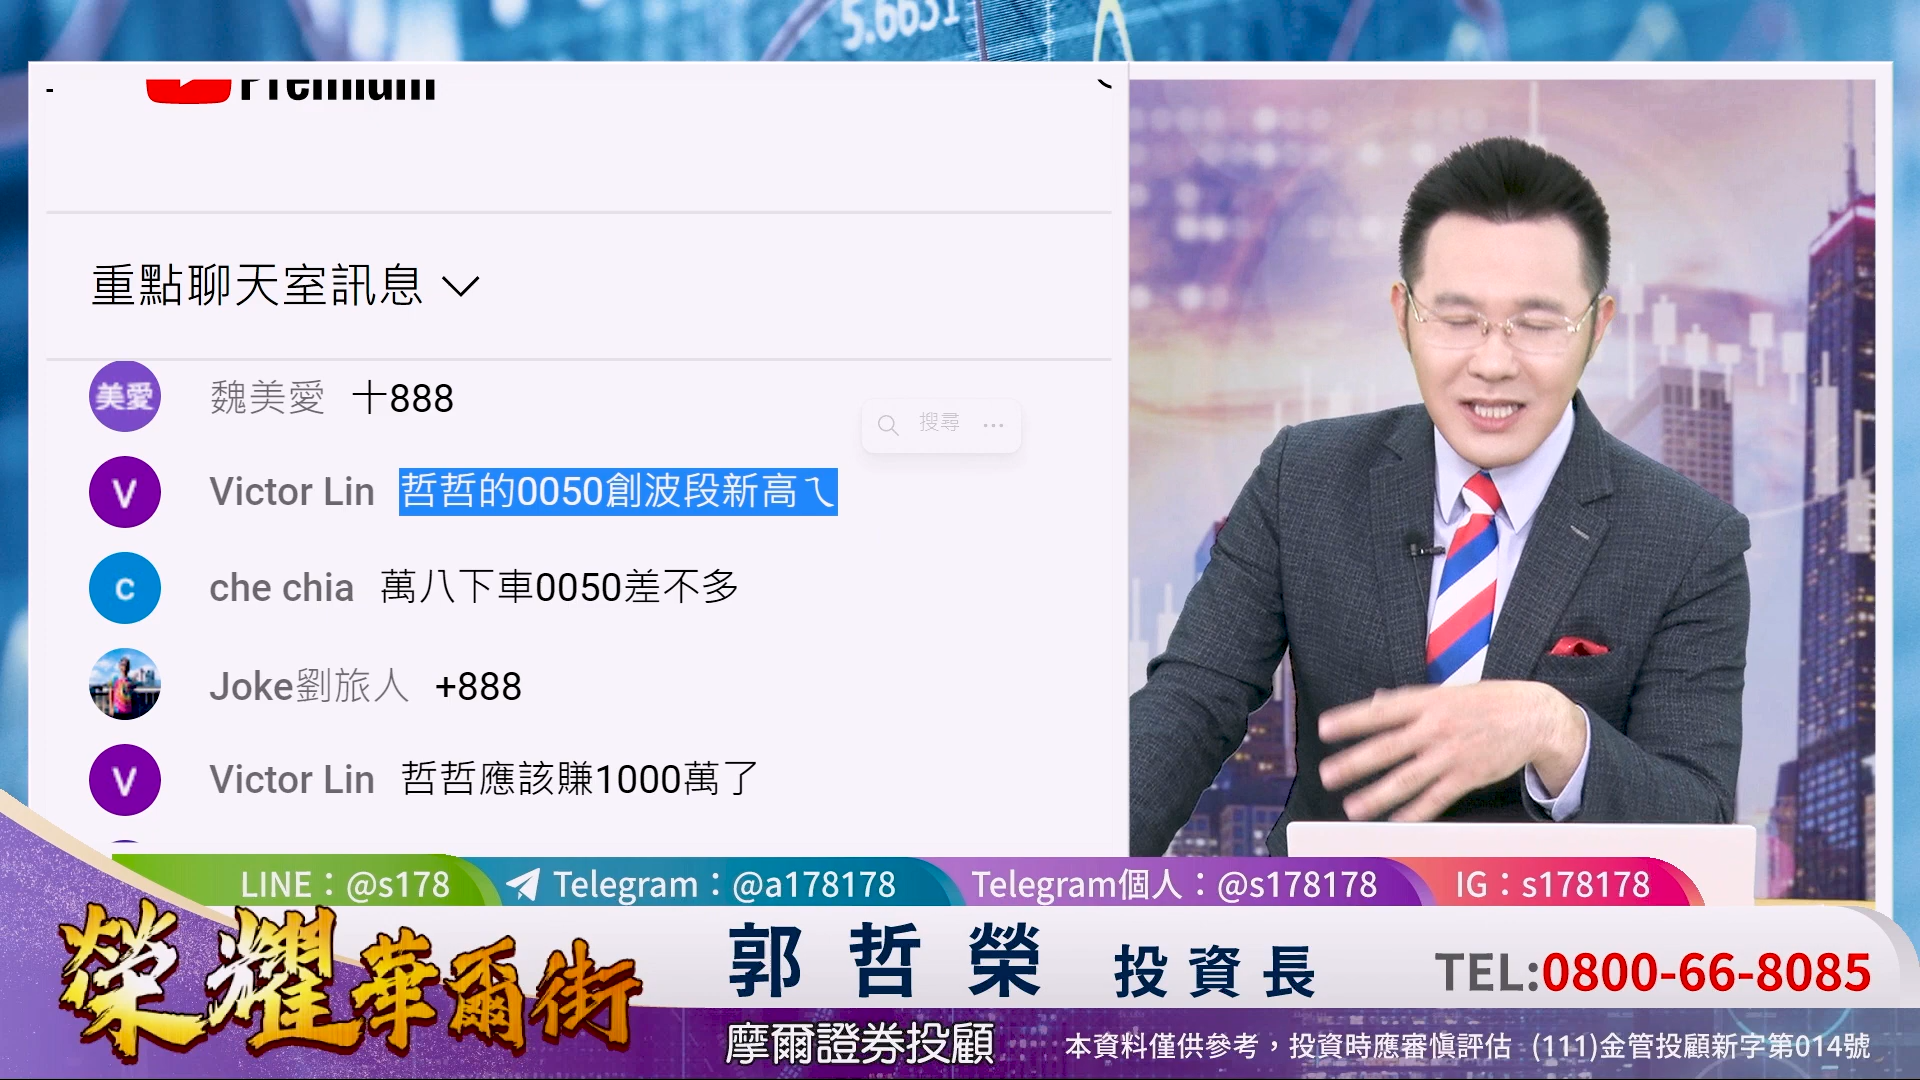 5.6631
Premium
重點聊天室訊息
美愛 魏美愛 十888
搜尋 ···
V Victor Lin 哲哲的0050創波段新高ㄟ
c che chia 萬八下車0050差不多
Joke劉旅人 +888
V Victor Lin 哲哲應該賺1000萬了
LINE：@s178 Telegram：@a178178 Telegram個人：@s178178 IG：s178178
榮耀華爾街
郭哲榮 投資長 TEL:0800-66-8085
摩爾證券投顧 本資料僅供參考，投資時應審慎評估 (111)金管投顧新字第014號